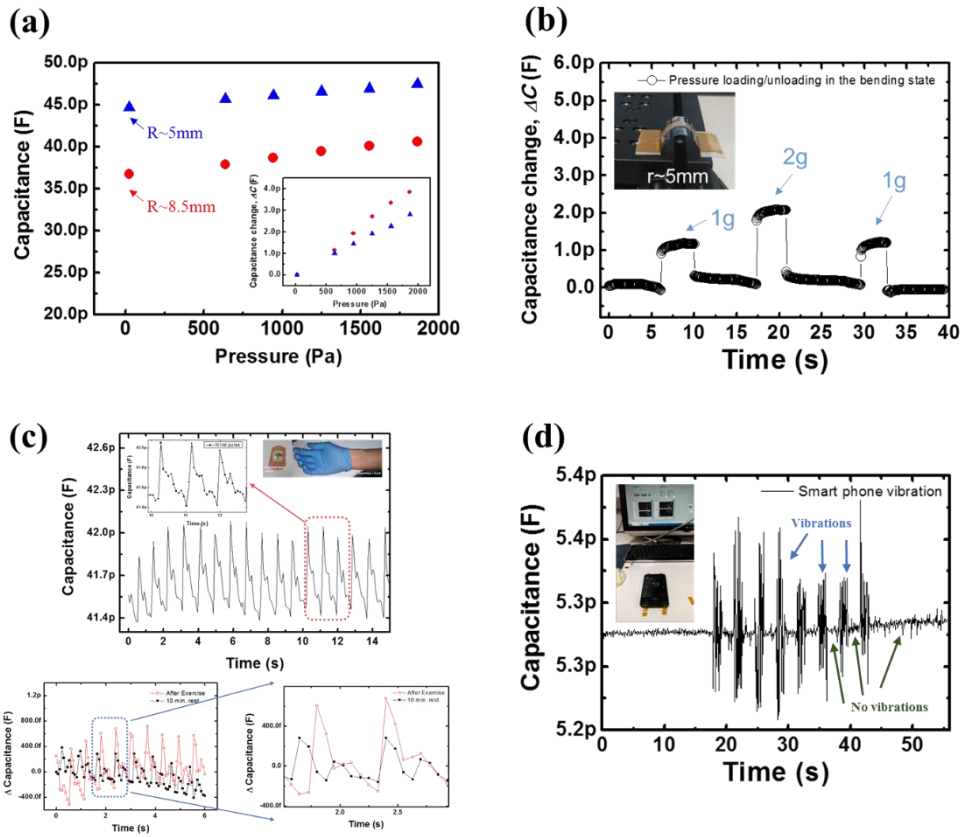 (a)
50.0p
45.0p
40.0p
35.0p
30.0p
25.0p
20.0p
Capacitance (F)
R~5mm
R~8.5mm
Capacitance change, ΔC (F)
4.0p
3.0p
2.0p
1.0p
0.0
0 500 1000 1500 2000
Pressure (Pa)
0 500 1000 1500 2000
Pressure (Pa)
(b)
6.0p
5.0p
4.0p
3.0p
2.0p
1.0p
0.0
Capacitance change, ΔC (F)
Pressure loading/unloading in the bending state
r~5mm
1g
2g
1g
0 5 10 15 20 25 30 35 40
Time (s)
(c)
42.6p
42.3p
42.0p
41.7p
41.4p
Capacitance (F)
Capacitance (F)
Time (s)
0 2 4 6 8 10 12 14
Time (s)
1.2p
800.0f
400.0f
0.0
-400.0f
Δ Capacitance (F)
After Exercise
10 min. rest
0 2 4 6
Time (s)
400.0f
0.0
-400.0f
Δ Capacitance (F)
After Exercise
10 min. rest
2.0 2.5
Time (s)
(d)
5.4p
5.4p
5.3p
5.3p
5.2p
Capacitance (F)
Smart phone vibration
Vibrations
No vibrations
0 10 20 30 40 50
Time (s)